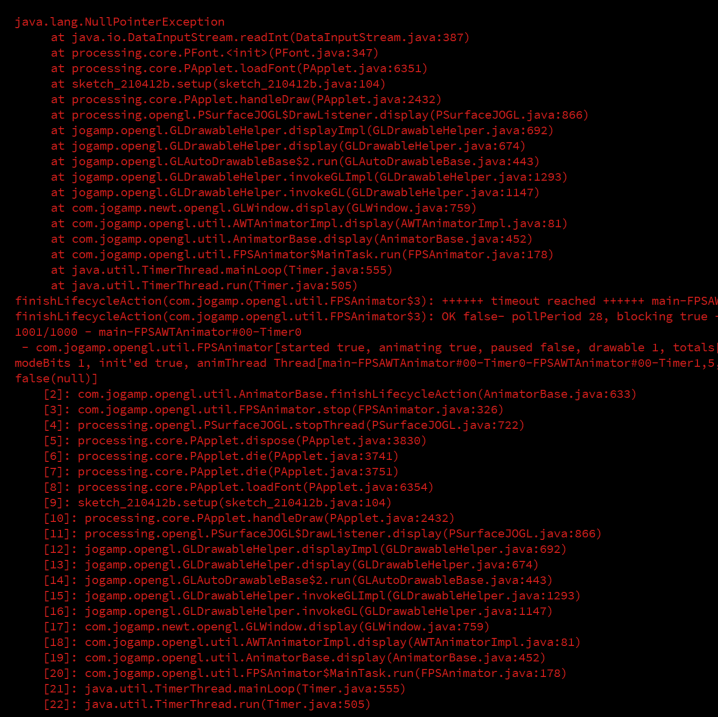 java.lang.NullPointerException
at java.io.DataInputStream.readInt(DataInputStream.java:387)
at processing.core.PFont.<init>(PFont.java:347)
at processing.core.PApplet.loadFont(PApplet.java:6351)
at sketch_210412b.setup(sketch_210412b.java:104)
at processing.core.PApplet.handleDraw(PApplet.java:2432)
at processing.opengl.PSurfaceJOGL$DrawListener.display(PSurfaceJOGL.java:866)
at jogamp.opengl.GLDrawableHelper.displayImpl(GLDrawableHelper.java:692)
at jogamp.opengl.GLDrawableHelper.display(GLDrawableHelper.java:674)
at jogamp.opengl.GLAutoDrawableBase$2.run(GLAutoDrawableBase.java:443)
at jogamp.opengl.GLDrawableHelper.invokeGLImpl(GLDrawableHelper.java:1293)
at jogamp.opengl.GLDrawableHelper.invokeGL(GLDrawableHelper.java:1147)
at com.jogamp.newt.opengl.GLWindow.display(GLWindow.java:759)
at com.jogamp.opengl.util.AWTAnimatorImpl.display(AWTAnimatorImpl.java:81)
at com.jogamp.opengl.util.AnimatorBase.display(AnimatorBase.java:452)
at com.jogamp.opengl.util.FPSAnimator$MainTask.run(FPSAnimator.java:178)
at java.util.TimerThread.mainLoop(Timer.java:555)
at java.util.TimerThread.run(Timer.java:505)
finishLifecycleAction(com.jogamp.opengl.util.FPSAnimator$3): ++++++ timeout reached ++++++ main-FPSAW
finishLifecycleAction(com.jogamp.opengl.util.FPSAnimator$3): OK false- pollPeriod 28, blocking true -
1001/1000 - main-FPSAWTAnimator#00-Timer0
- com.jogamp.opengl.util.FPSAnimator[started true, animating true, paused false, drawable 1, totals[
modeBits 1, init'ed true, animThread Thread[main-FPSAWTAnimator#00-Timer0-FPSAWTAnimator#00-Timer1,5,
false(null)]
[2]: com.jogamp.opengl.util.AnimatorBase.finishLifecycleAction(AnimatorBase.java:633)
[3]: com.jogamp.opengl.util.FPSAnimator.stop(FPSAnimator.java:326)
[4]: processing.opengl.PSurfaceJOGL.stopThread(PSurfaceJOGL.java:722)
[5]: processing.core.PApplet.dispose(PApplet.java:3830)
[6]: processing.core.PApplet.die(PApplet.java:3741)
[7]: processing.core.PApplet.die(PApplet.java:3751)
[8]: processing.core.PApplet.loadFont(PApplet.java:6354)
[9]: sketch_210412b.setup(sketch_210412b.java:104)
[10]: processing.core.PApplet.handleDraw(PApplet.java:2432)
[11]: processing.opengl.PSurfaceJOGL$DrawListener.display(PSurfaceJOGL.java:866)
[12]: jogamp.opengl.GLDrawableHelper.displayImpl(GLDrawableHelper.java:692)
[13]: jogamp.opengl.GLDrawableHelper.display(GLDrawableHelper.java:674)
[14]: jogamp.opengl.GLAutoDrawableBase$2.run(GLAutoDrawableBase.java:443)
[15]: jogamp.opengl.GLDrawableHelper.invokeGLImpl(GLDrawableHelper.java:1293)
[16]: jogamp.opengl.GLDrawableHelper.invokeGL(GLDrawableHelper.java:1147)
[17]: com.jogamp.newt.opengl.GLWindow.display(GLWindow.java:759)
[18]: com.jogamp.opengl.util.AWTAnimatorImpl.display(AWTAnimatorImpl.java:81)
[19]: com.jogamp.opengl.util.AnimatorBase.display(AnimatorBase.java:452)
[20]: com.jogamp.opengl.util.FPSAnimator$MainTask.run(FPSAnimator.java:178)
[21]: java.util.TimerThread.mainLoop(Timer.java:555)
[22]: java.util.TimerThread.run(Timer.java:505)